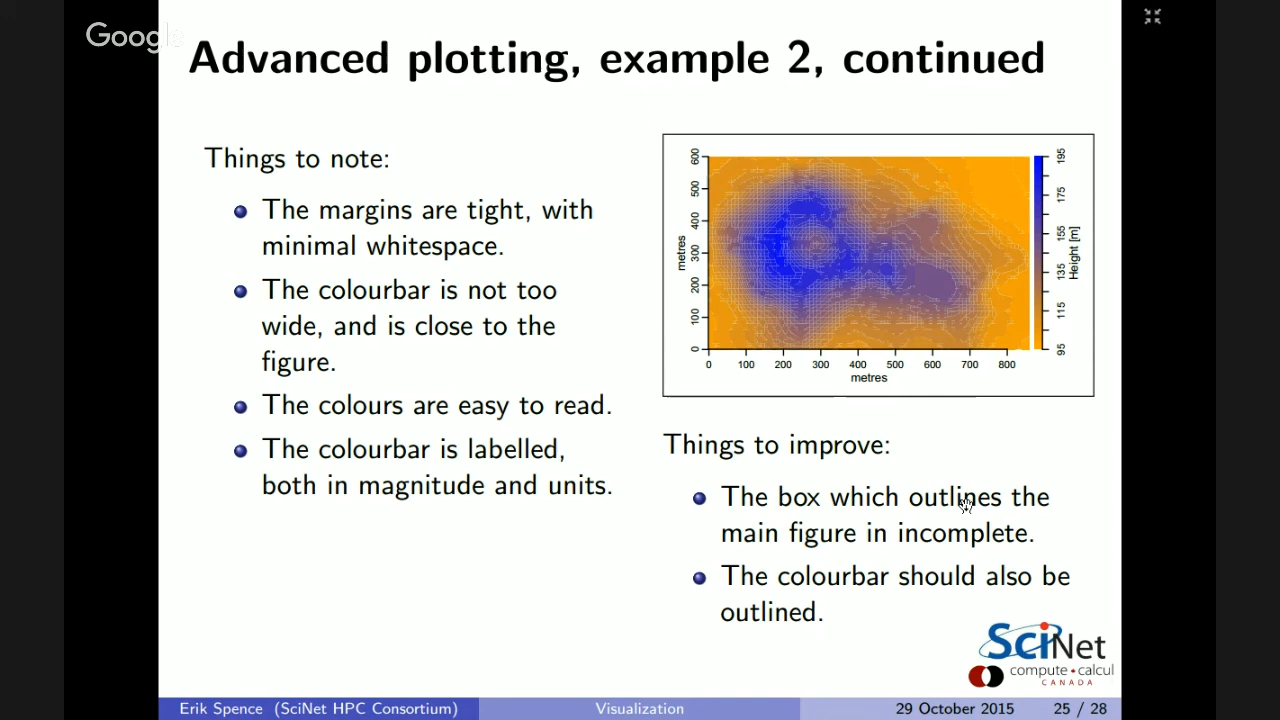 Google
Advanced plotting, example 2, continued
Things to note:
The margins are tight, with
minimal whitespace.
The colourbar is not too
wide, and is close to the
figure.
The colours are easy to read.
The colourbar is labelled,
both in magnitude and units.
600
500
400
300
200
100
0
metres
0 100 200 300 400 500 600 700 800
metres
195
175
155
135
115
95
Height [m]
Things to improve:
The box which outlines the
main figure in incomplete.
The colourbar should also be
outlined.
SciNet
compute • calcul
CANADA
Erik Spence (SciNet HPC Consortium) Visualization 29 October 2015 25 / 28